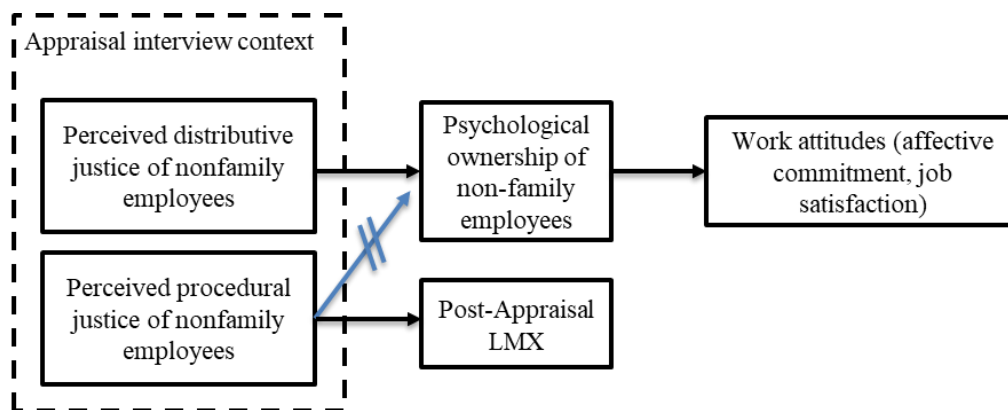 Appraisal interview context
Perceived distributive
justice of nonfamily
employees
Psychological
ownership of
non-family
employees
Work attitudes (affective
commitment, job
satisfaction)
Perceived procedural
justice of nonfamily
employees
Post-Appraisal
LMX